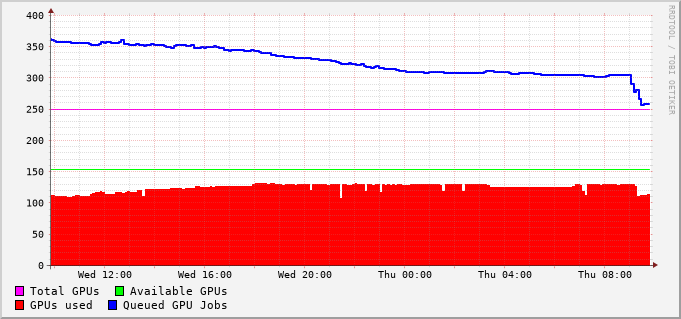 400
350
300
250
200
150
100
50
0
Wed 12:00 Wed 16:00 Wed 20:00 Thu 00:00 Thu 04:00 Thu 08:00
Total GPUs Available GPUs
GPUs used Queued GPU Jobs
RRDTOOL / TOBI OETIKER